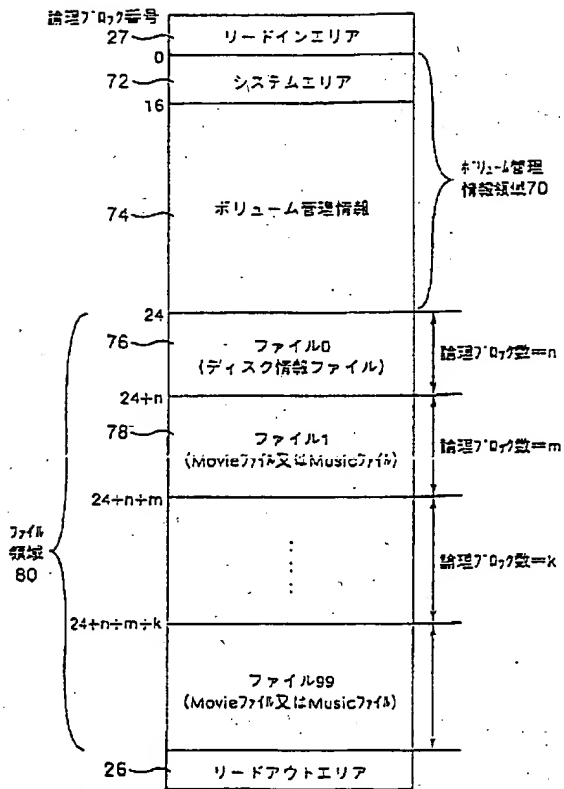 論理ブロック番号
27
リードインエリア
0
72
システムエリア
16
74
ボリューム管理情報
ボリューム管理
情報領域70
24
76
ファイル0
(ディスク情報ファイル)
論理ブロック数=n
24+n
78
ファイル1
(Movieファイル又はMusicファイル)
論理ブロック数=m
24+n+m
ファイル
領域
80
論理ブロック数=k
24+n+m+k
ファイル99
(Movieファイル又はMusicファイル)
26
リードアウトエリア